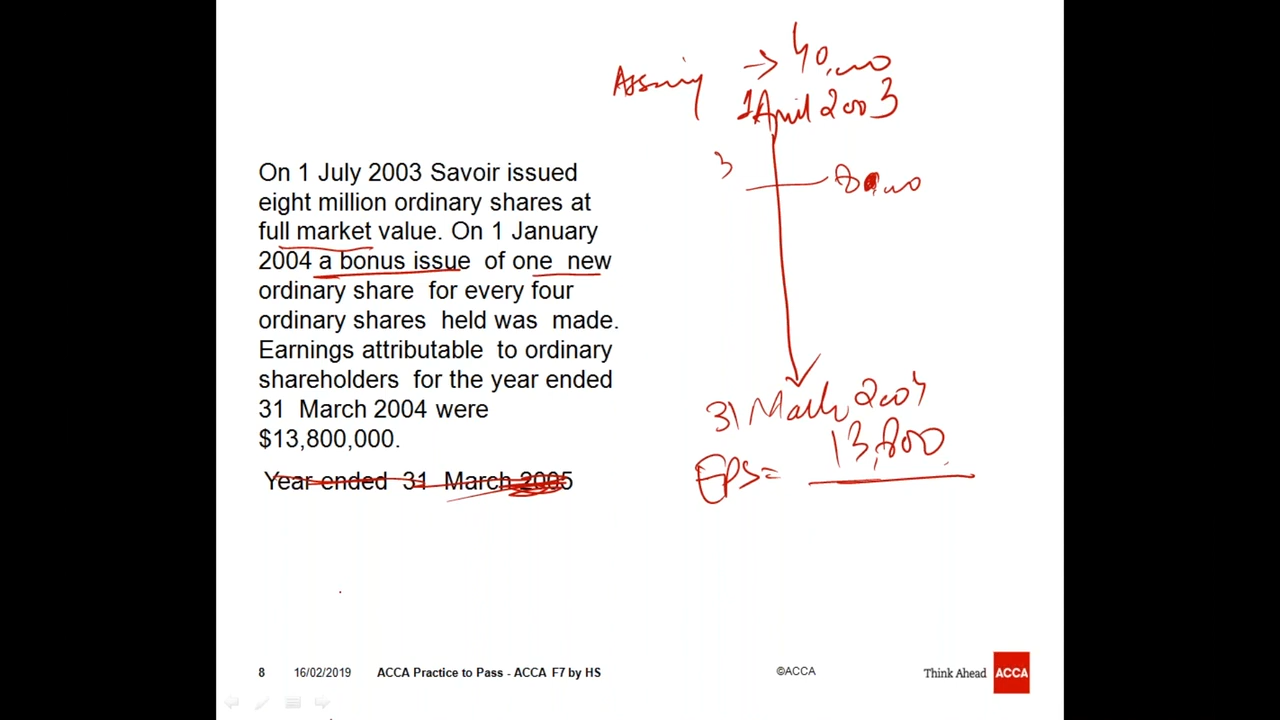 Assuming → 40,000
1 April 2003
3
On 1 July 2003 Savoir issued
eight million ordinary shares at
full market value. On 1 January
2004 a bonus issue of one new
ordinary share for every four
ordinary shares held was made.
Earnings attributable to ordinary
shareholders for the year ended
31 March 2004 were
$13,800,000.
Year ended 31 March 2005
31 March, 2004
EPS = 13,800
8
16/02/2019
ACCA Practice to Pass - ACCA F7 by HS
©ACCA
Think Ahead
ACCA